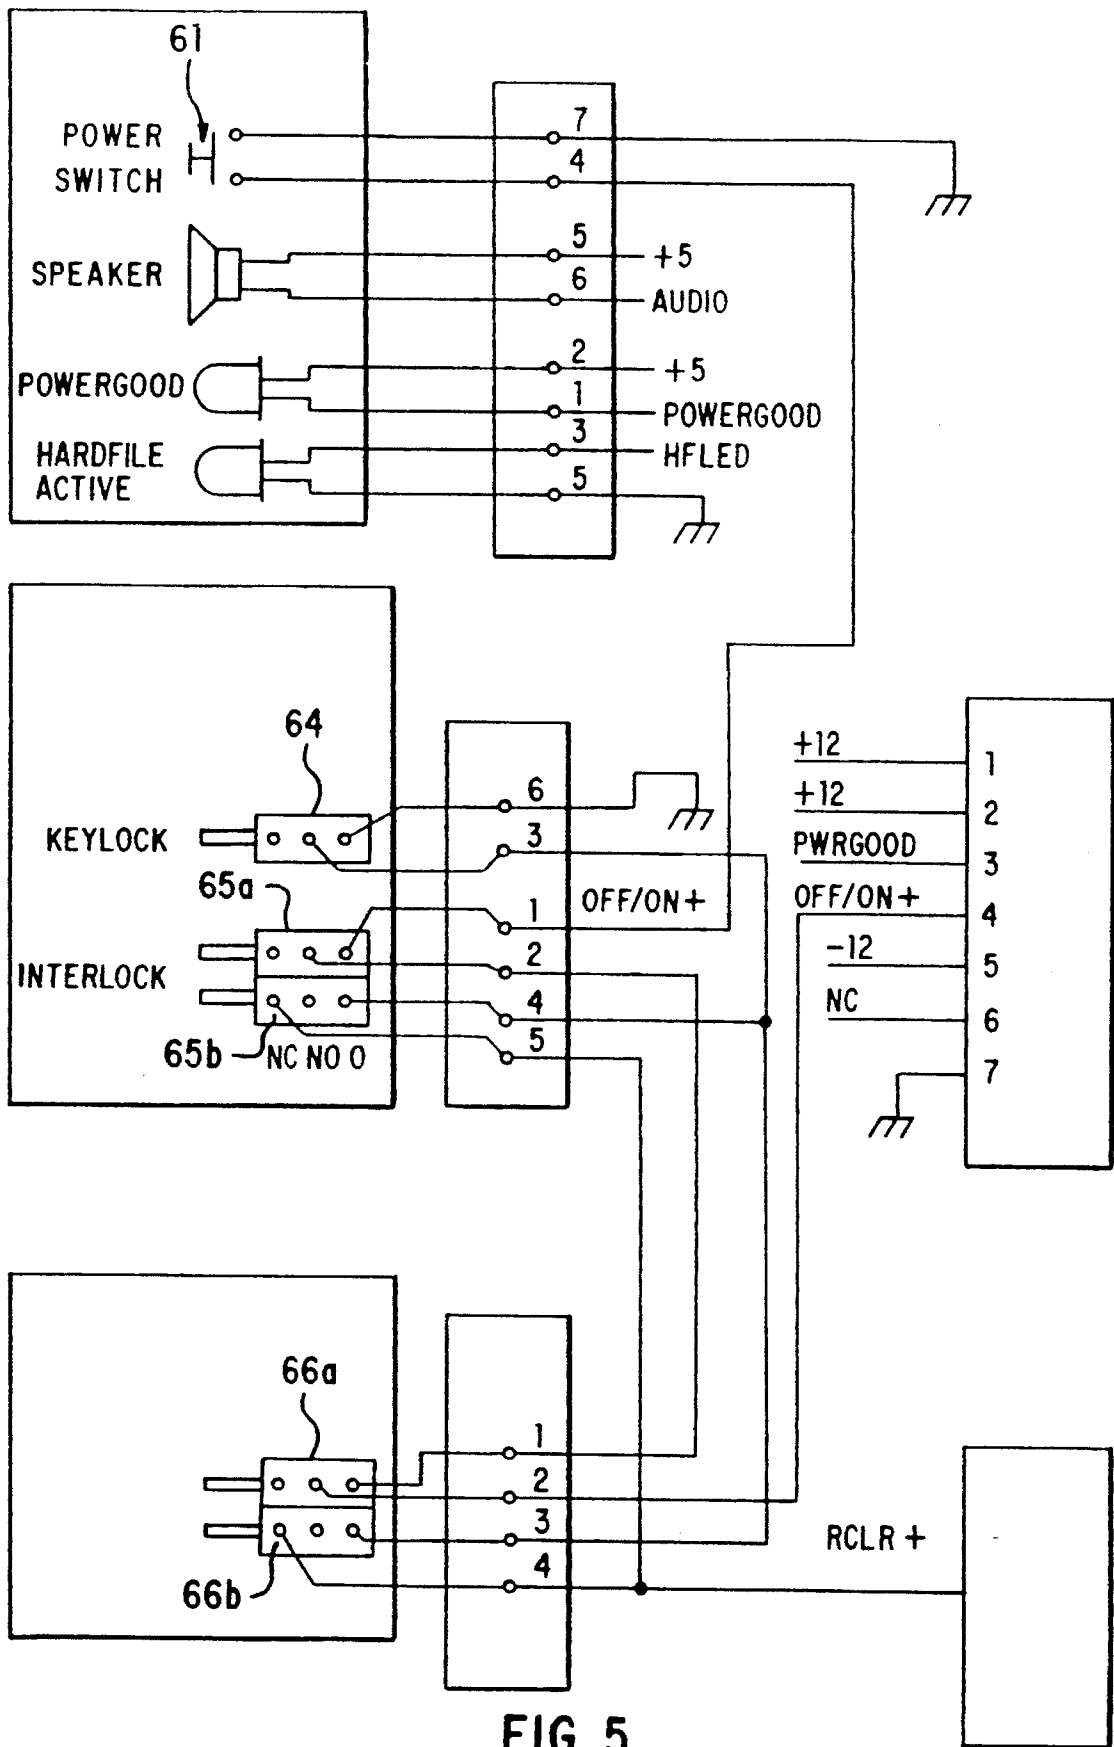 61
POWER
SWITCH
7
4
SPEAKER
5
+5
6
AUDIO
POWERGOOD
2
+5
1
POWERGOOD
HARDFILE
ACTIVE
3
HFLED
5
64
KEYLOCK
6
3
65a
INTERLOCK
1
OFF/ON+
2
4
5
65b
NC NO O
+12
1
+12
2
PWRGOOD
3
OFF/ON+
4
-12
5
NC
6
7
66a
1
2
3
4
66b
RCLR+
FIG. 5